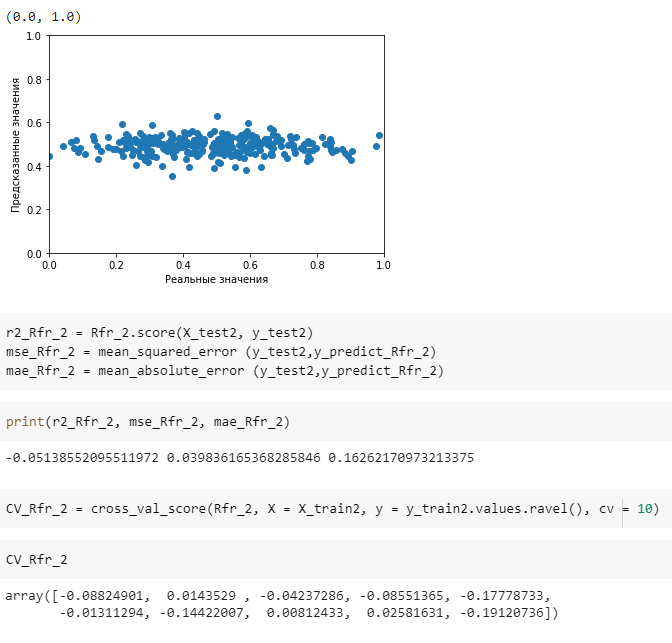 (0.0, 1.0)
1.0
0.8
0.6
0.4
0.2
0.0
Предсказанные значения
0.0 0.2 0.4 0.6 0.8 1.0
Реальные значения
r2_Rfr_2 = Rfr_2.score(X_test2, y_test2)
mse_Rfr_2 = mean_squared_error (y_test2,y_predict_Rfr_2)
mae_Rfr_2 = mean_absolute_error (y_test2,y_predict_Rfr_2)
print(r2_Rfr_2, mse_Rfr_2, mae_Rfr_2)
-0.05138552095511972 0.039836165368285846 0.16262170973213375
CV_Rfr_2 = cross_val_score(Rfr_2, X = X_train2, y = y_train2.values.ravel(), cv = 10)
CV_Rfr_2
array([-0.08824901,  0.0143529 , -0.04237286, -0.08551365, -0.17778733,
-0.01311294, -0.14422007,  0.00812433,  0.02581631, -0.19120736])